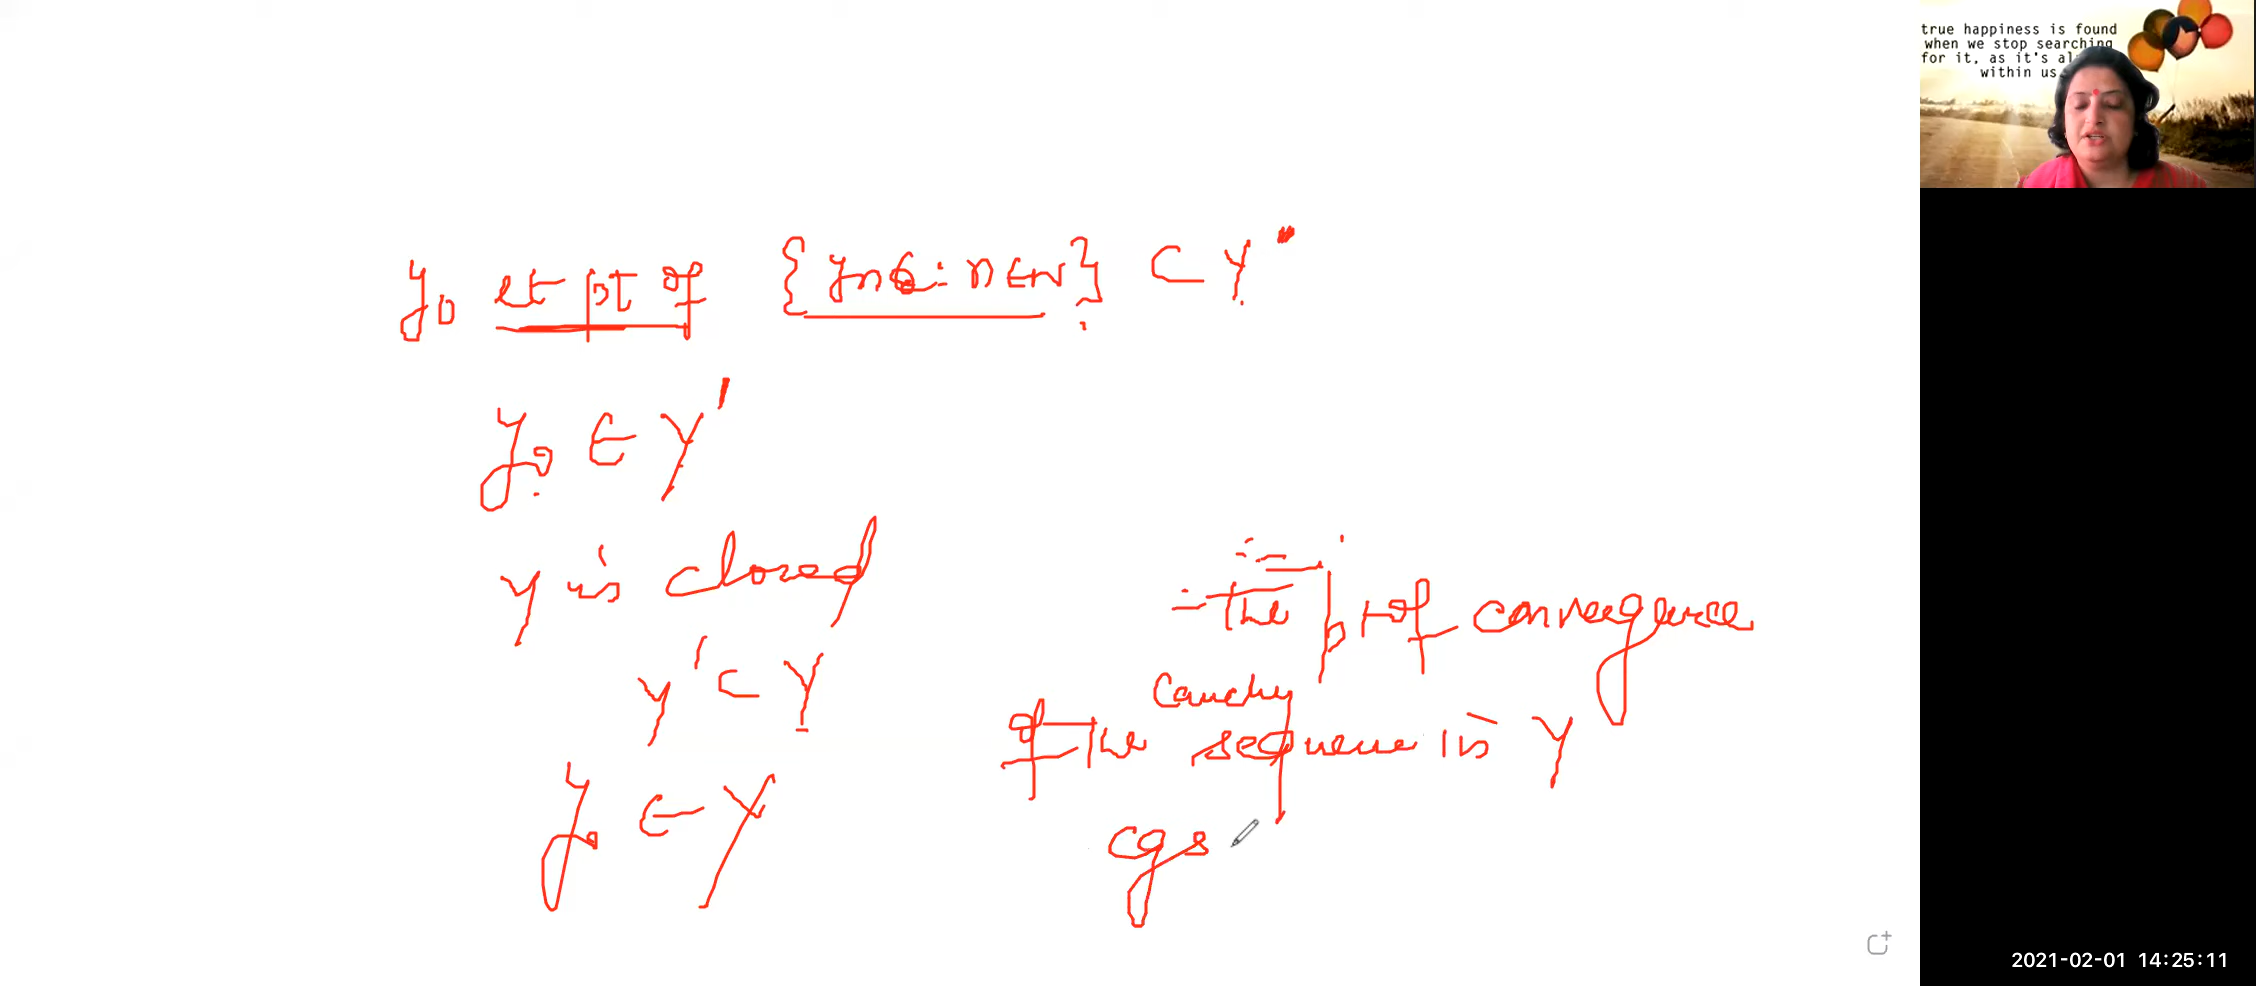 true happiness is found
when we stop searching
for it, as it's al
within us.
y₀ lt pt of {yn : n ∈ N} ⊂ Y
y₀ ∈ Y'
Y is closed
Y' ⊂ Y
y₀ ∈ Y
∴ the pt of convergence
of the Cauchy sequence is Y
cgs
2021-02-01 14:25:11